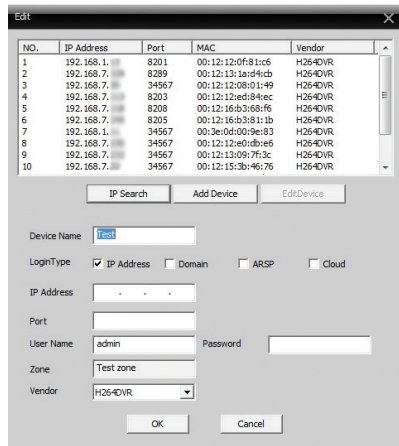 Edit
NO. IP Address Port MAC Vendor
1 192.168.1. 8201 00:12:12:0f:81:c6 H264DVR
2 192.168.7. 8289 00:12:13:1a:d4:cb H264DVR
3 192.168.7. 34567 00:12:12:08:01:49 H264DVR
4 192.168.7. 8203 00:12:12:ed:84:ec H264DVR
5 192.168.7. 8208 00:12:16:b3:68:f6 H264DVR
6 192.168.7. 8205 00:12:16:b3:81:1b H264DVR
7 192.168.1. 34567 00:3e:0d:00:9e:83 H264DVR
8 192.168.7. 34567 00:12:12:e0:db:e6 H264DVR
9 192.168.7. 34567 00:12:13:09:7f:3c H264DVR
10 192.168.7. 34567 00:12:15:3b:46:76 H264DVR
IP Search Add Device EditDevice
Device Name Test
LoginType IP Address Domain ARSP Cloud
IP Address . . .
Port
User Name admin Password
Zone Test zone
Vendor H264DVR
OK Cancel